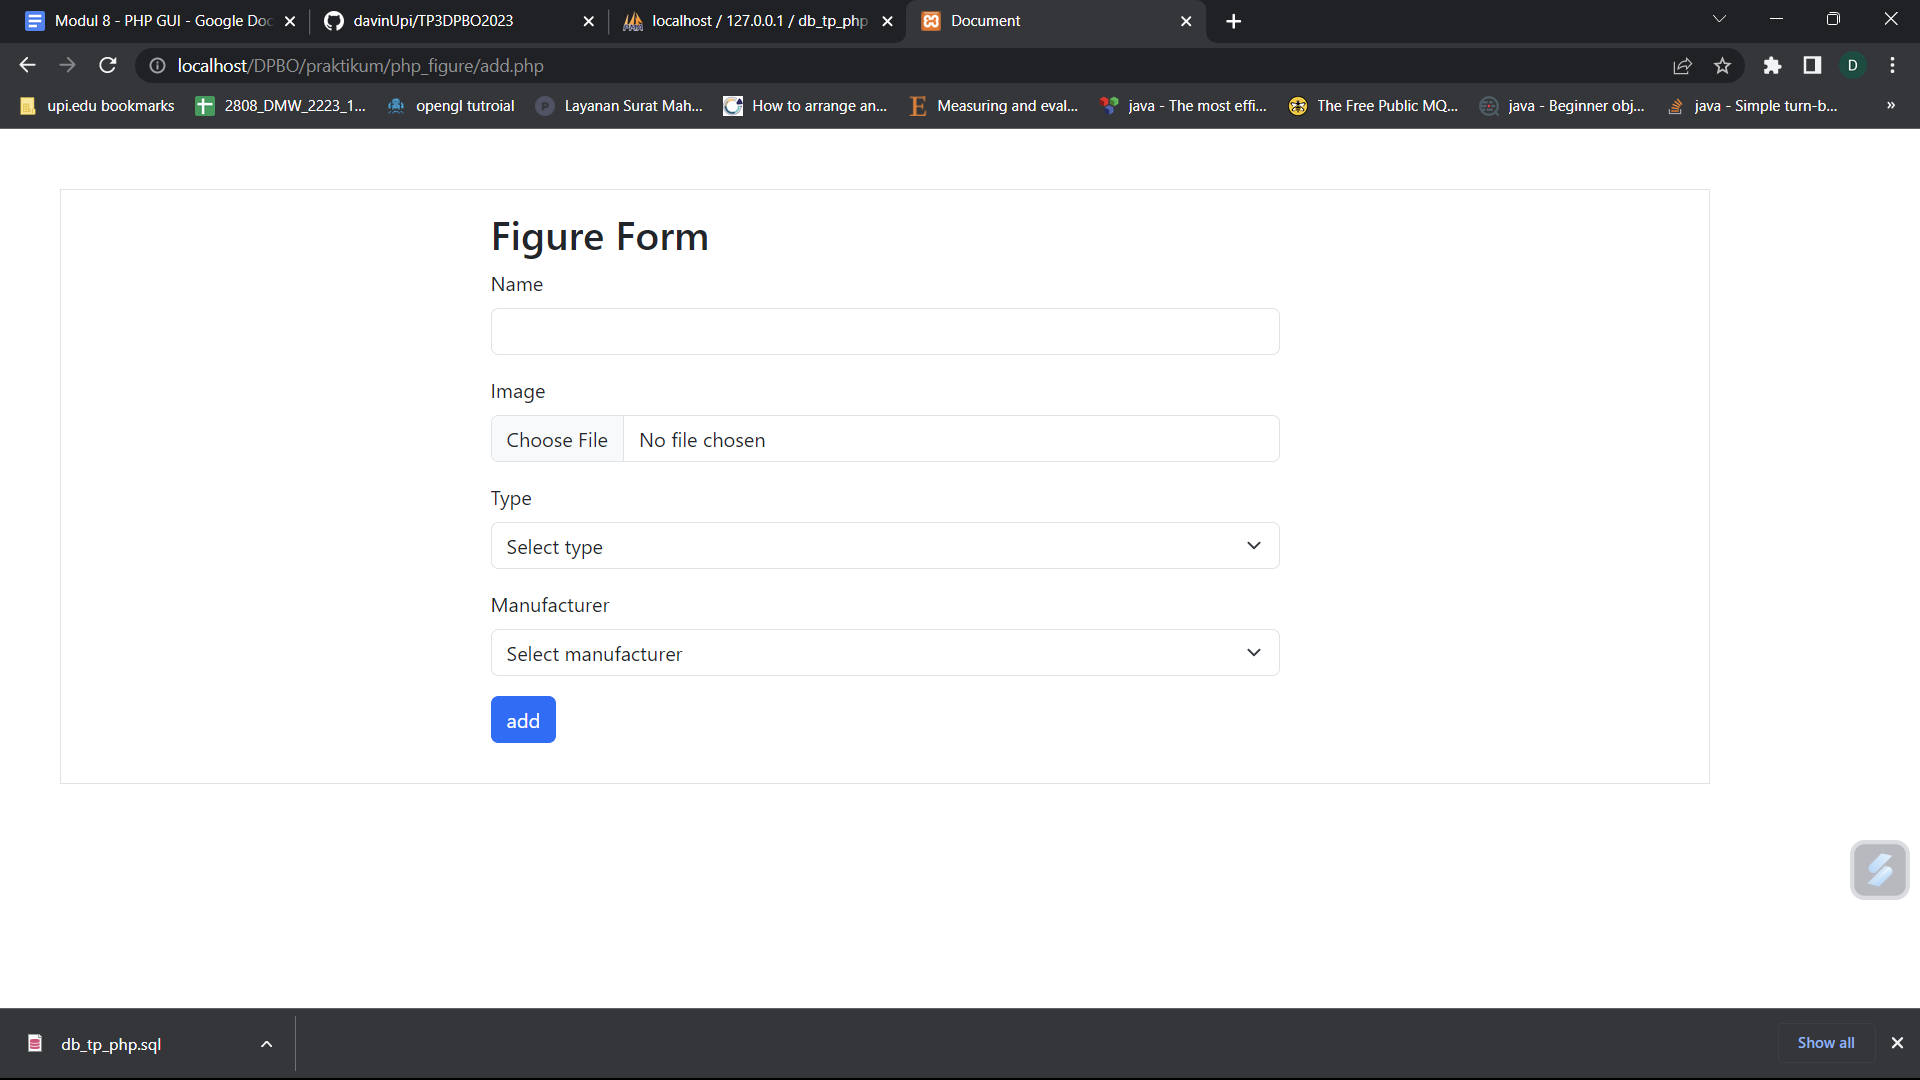 Modul 8 - PHP GUI - Google Doc
davinUpi/TP3DPBO2023
localhost / 127.0.0.1 / db_tp_php
Document
localhost/DPBO/praktikum/php_figure/add.php
D
upi.edu bookmarks
2808_DMW_2223_1...
opengl tutroial
P
Layanan Surat Mah...
How to arrange an...
E
Measuring and eval...
java - The most effi...
The Free Public MQ...
java - Beginner obj...
java - Simple turn-b...
»
Figure Form
Name
Image
Choose File
No file chosen
Type
Select type
Manufacturer
Select manufacturer
add
db_tp_php.sql
Show all